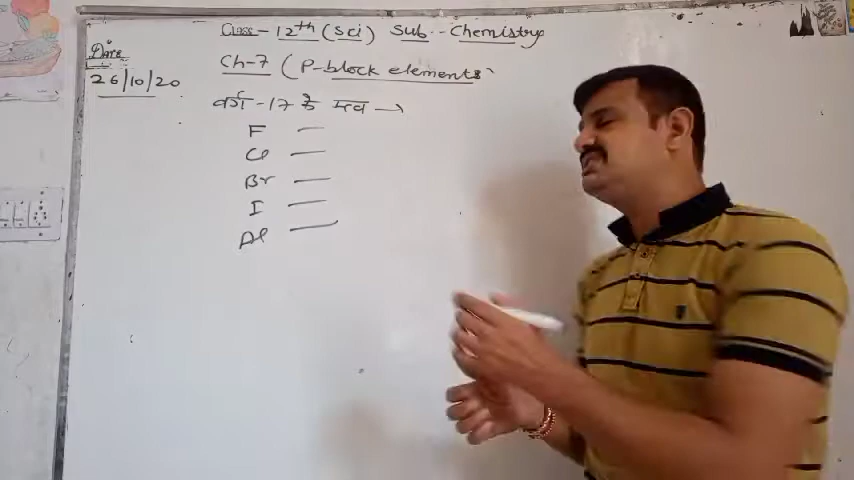 Class-12th (Sci) Sub-- Chemistry
Date
26/10/20
Ch-7 (P-block elements
वर्ग -17 के तत्व →
F —
Cl —
Br —
I —
At —